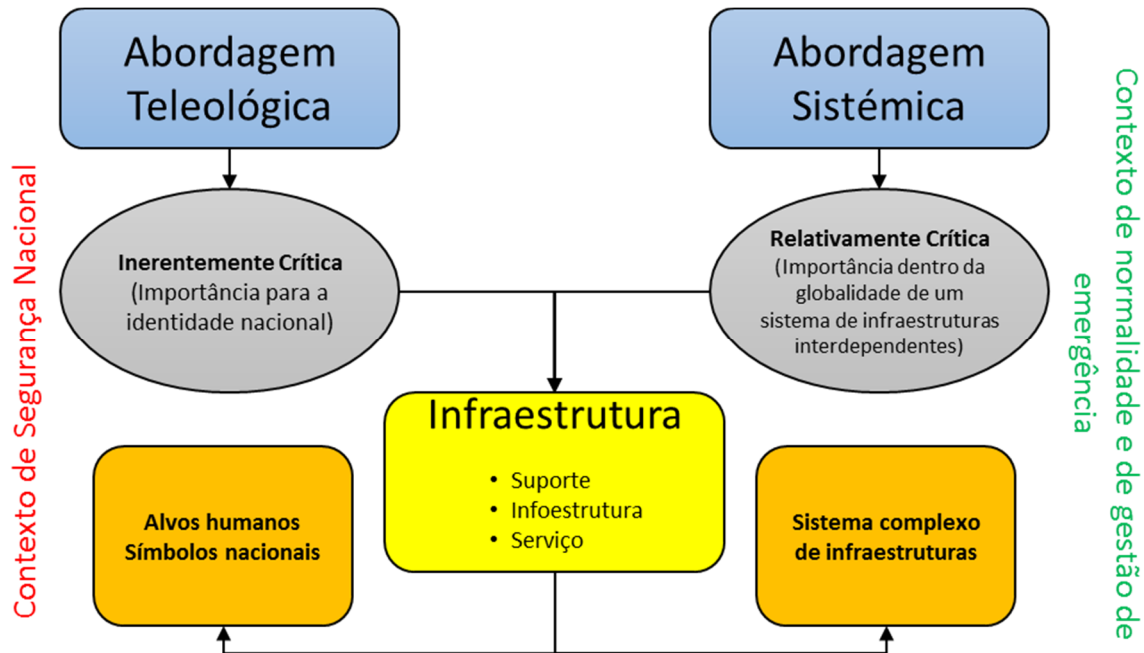 Abordagem
Teleológica
Abordagem
Sistémica
Contexto de Segurança Nacional
Contexto de normalidade e de gestão de
emergência
Inerentemente Crítica
(Importância para a
identidade nacional)
Relativamente Crítica
(Importância dentro da
globalidade de um
sistema de infraestruturas
interdependentes)
Infraestrutura
• Suporte
• Infoestrutura
• Serviço
Alvos humanos
Símbolos nacionais
Sistema complexo
de infraestruturas